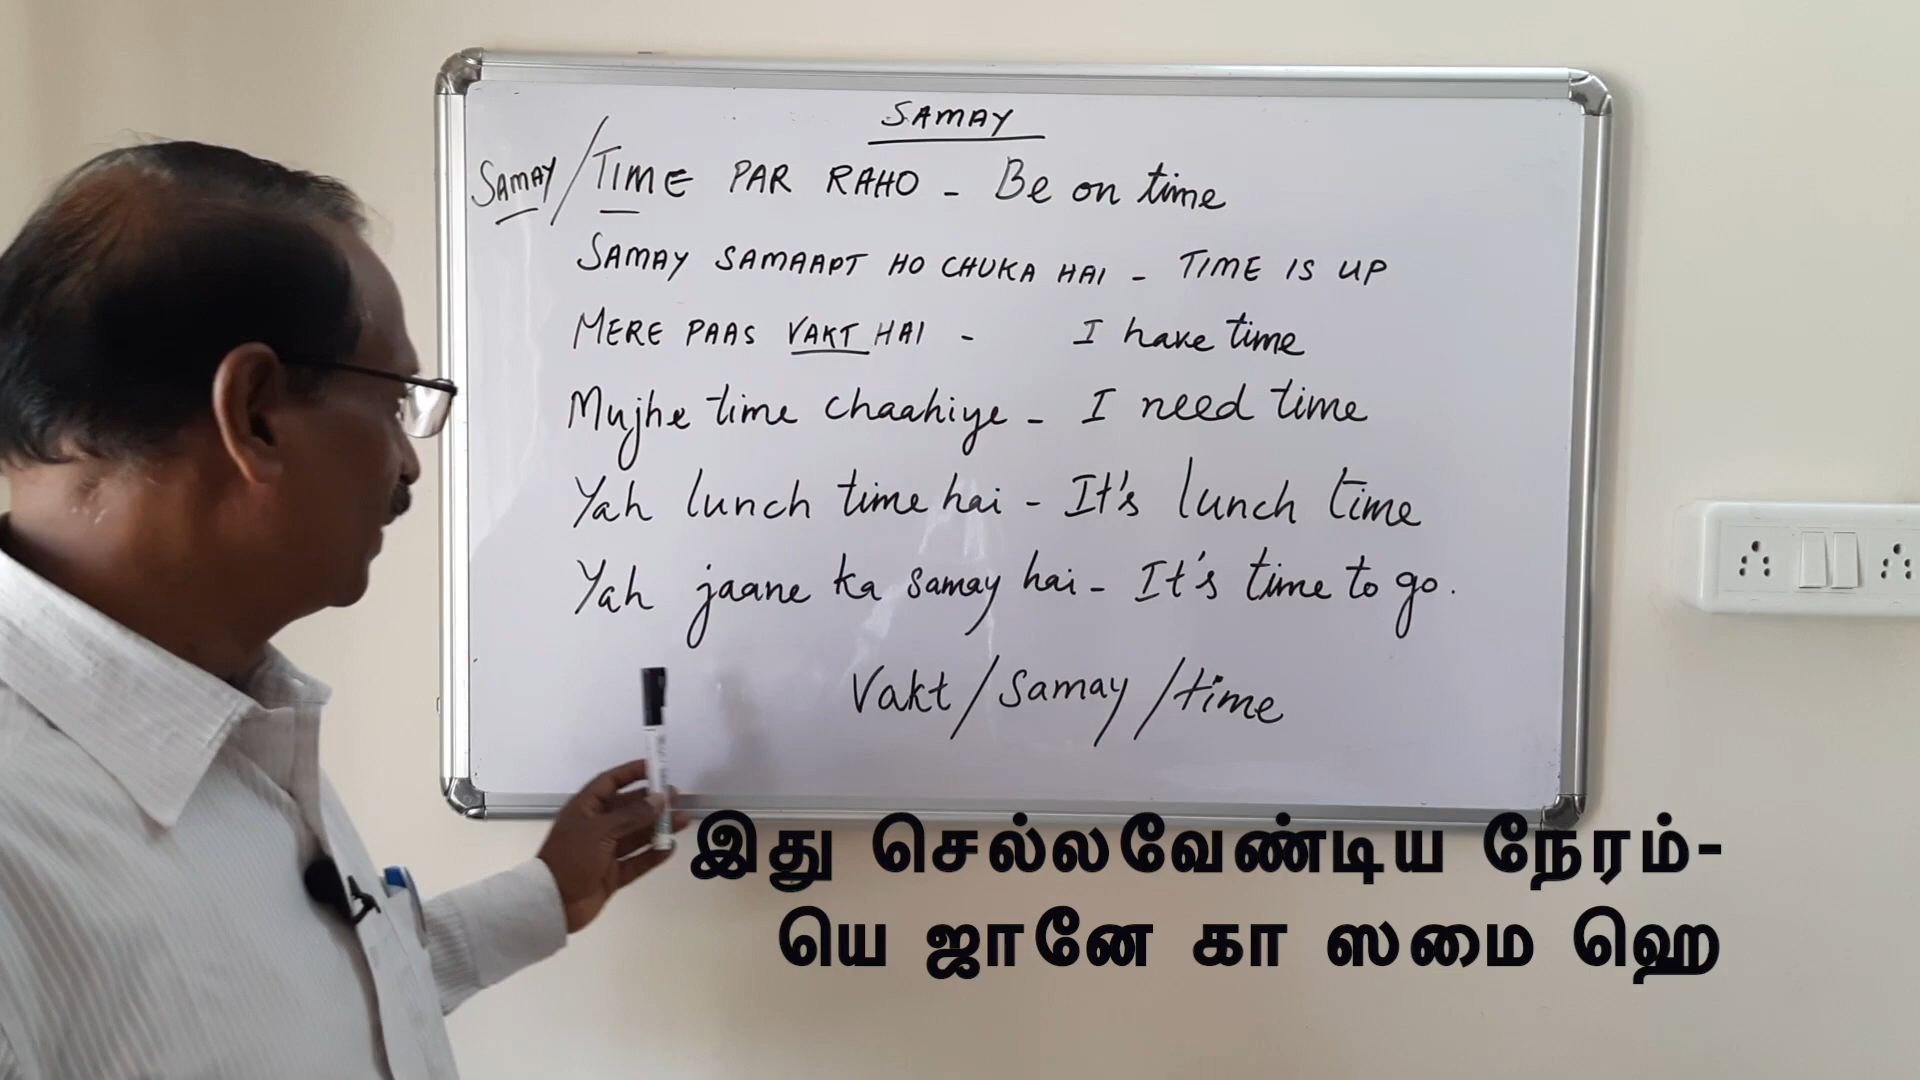 SAMAY
SAMAY/TIME PAR RAHO - Be on time
SAMAY SAMAAPT HO CHUKA HAI - TIME IS UP
MERE PAAS VAKT HAI - I have time
Mujhe time chaahiye - I need time
Yah lunch time hai - It's lunch time
Yah jaane ka samay hai - It's time to go.
Vakt/samay/time
இது செல்லவேண்டிய நேரம்-
யெ ஜானே கா ஸமை ஹெ